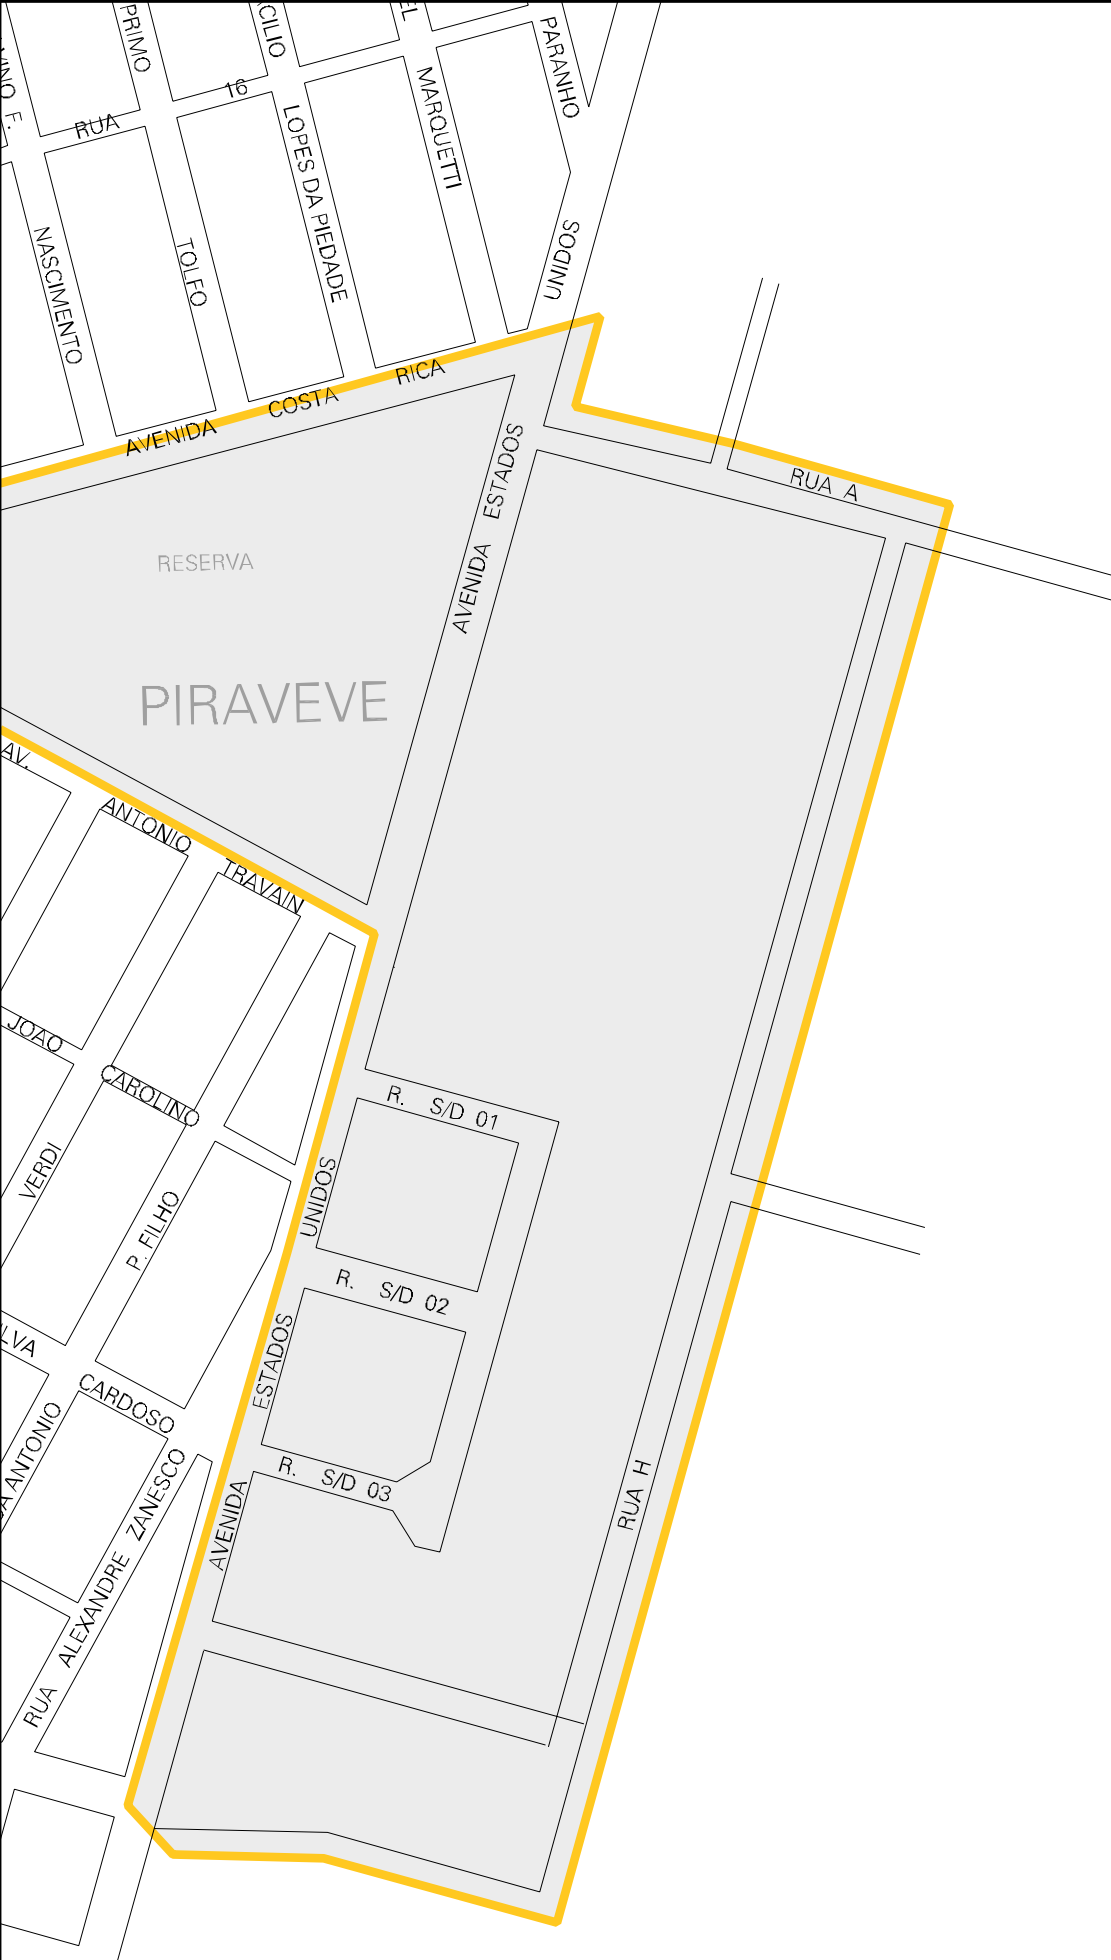 PRIMO
PARANHO
RUA
16
LOPES DA PIEDADE
MARQUETTI
NASCIMENTO
TOLFO
UNIDOS
AVENIDA COSTA RICA
RUA A
AVENIDA ESTADOS
RESERVA
PIRAVEVE
AV. ANTONIO TRAVAIN
JOAO CAROLINO
VERDI
P. FILHO
R. S/D 01
UNIDOS
R. S/D 02
ESTADOS
CARDOSO
ANTONIO
R. S/D 03
AVENIDA
RUA H
RUA ALEXANDRE ZANESCO